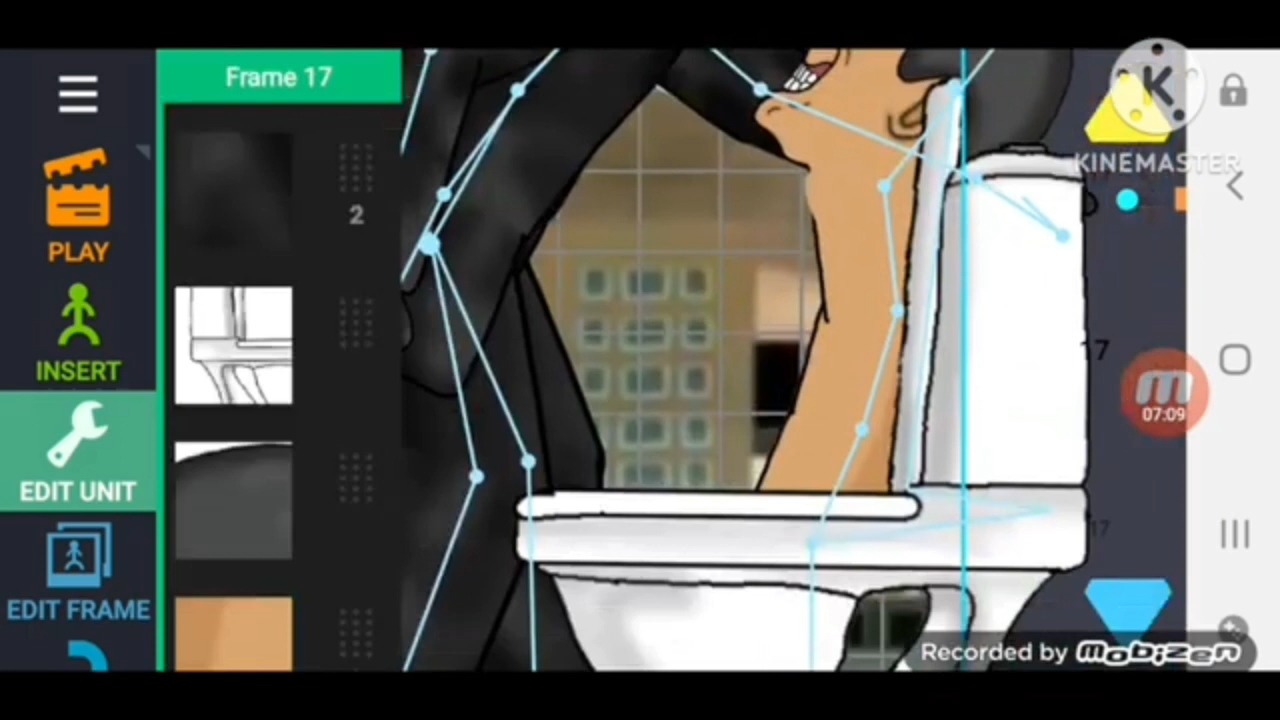 Frame 17
PLAY
2
INSERT
EDIT UNIT
EDIT FRAME
K
KINEMASTER
17
m
07:09
17
Recorded by mobizen